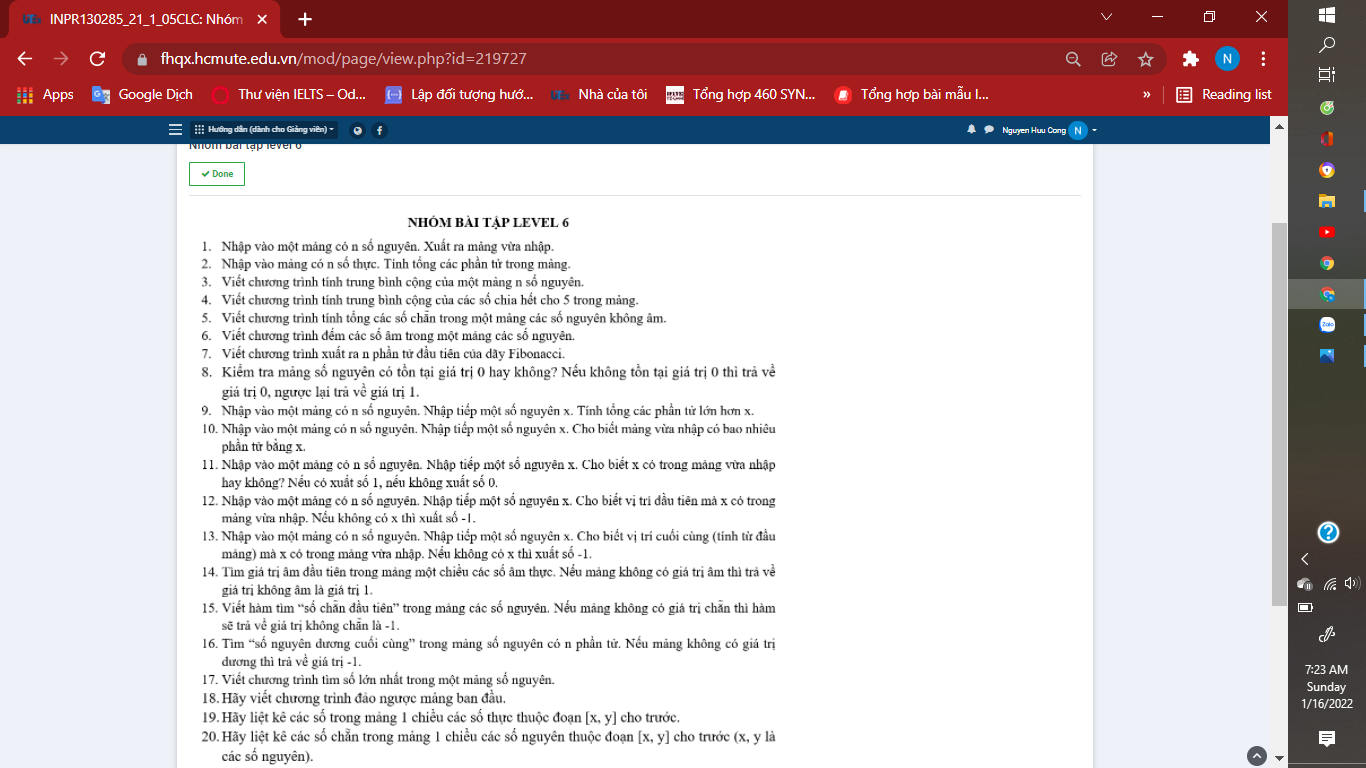 INPR130285_21_1_05CLC: Nhóm
fhqx.hcmute.edu.vn/mod/page/view.php?id=219727
N
Apps
Google Dịch
Thư viện IELTS – Od...
Lập đối tượng hướ...
Nhà của tôi
Tổng hợp 460 SYN...
Tổng hợp bài mẫu I...
»
Reading list
Hướng dẫn (dành cho Giảng viên)
Nguyen Huu Cong
N
Nhóm bài tập level 6
Done
NHÓM BÀI TẬP LEVEL 6
1. Nhập vào một mảng có n số nguyên. Xuất ra mảng vừa nhập.
2. Nhập vào mảng có n số thực. Tính tổng các phần tử trong mảng.
3. Viết chương trình tính trung bình cộng của một mảng n số nguyên.
4. Viết chương trình tính trung bình cộng của các số chia hết cho 5 trong mảng.
5. Viết chương trình tính tổng các số chẵn trong một mảng các số nguyên không âm.
6. Viết chương trình đếm các số âm trong một mảng các số nguyên.
7. Viết chương trình xuất ra n phần tử đầu tiên của dãy Fibonacci.
8. Kiểm tra mảng số nguyên có tồn tại giá trị 0 hay không? Nếu không tồn tại giá trị 0 thì trả về
giá trị 0, ngược lại trả về giá trị 1.
9. Nhập vào một mảng có n số nguyên. Nhập tiếp một số nguyên x. Tính tổng các phần tử lớn hơn x.
10. Nhập vào một mảng có n số nguyên. Nhập tiếp một số nguyên x. Cho biết mảng vừa nhập có bao nhiêu
phần tử bằng x.
11. Nhập vào một mảng có n số nguyên. Nhập tiếp một số nguyên x. Cho biết x có trong mảng vừa nhập
hay không? Nếu có xuất số 1, nếu không xuất số 0.
12. Nhập vào một mảng có n số nguyên. Nhập tiếp một số nguyên x. Cho biết vị trí đầu tiên mà x có trong
mảng vừa nhập. Nếu không có x thì xuất số -1.
13. Nhập vào một mảng có n số nguyên. Nhập tiếp một số nguyên x. Cho biết vị trí cuối cùng (tính từ đầu
mảng) mà x có trong mảng vừa nhập. Nếu không có x thì xuất số -1.
14. Tìm giá trị âm đầu tiên trong mảng một chiều các số âm thực. Nếu mảng không có giá trị âm thì trả về
giá trị không âm là giá trị 1.
15. Viết hàm tìm “số chẵn đầu tiên” trong mảng các số nguyên. Nếu mảng không có giá trị chẵn thì hàm
sẽ trả về giá trị không chẵn là -1.
16. Tìm “số nguyên dương cuối cùng” trong mảng số nguyên có n phần tử. Nếu mảng không có giá trị
dương thì trả về giá trị -1.
17. Viết chương trình tìm số lớn nhất trong một mảng số nguyên.
18. Hãy viết chương trình đảo ngược mảng ban đầu.
19. Hãy liệt kê các số trong mảng 1 chiều các số thực thuộc đoạn [x, y] cho trước.
20. Hãy liệt kê các số chẵn trong mảng 1 chiều các số nguyên thuộc đoạn [x, y] cho trước (x, y là
các số nguyên).
Zalo
7:23 AM
Sunday
1/16/2022